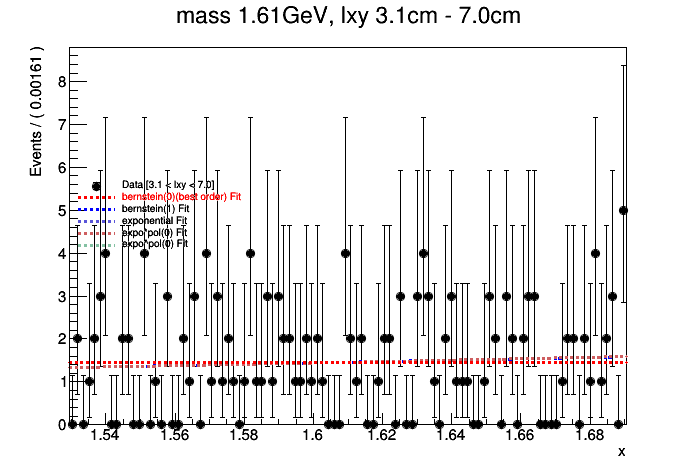 mass 1.61GeV, lxy 3.1cm - 7.0cm
Events / ( 0.00161 )
8
7
6
5
4
3
2
1
0
Data [3.1 < lxy < 7.0]
bernstein(0)(best order) Fit
bernstein(1) Fit
exponential Fit
expo*pol(0) Fit
expo*pol(0) Fit
1.54 1.56 1.58 1.6 1.62 1.64 1.66 1.68
x